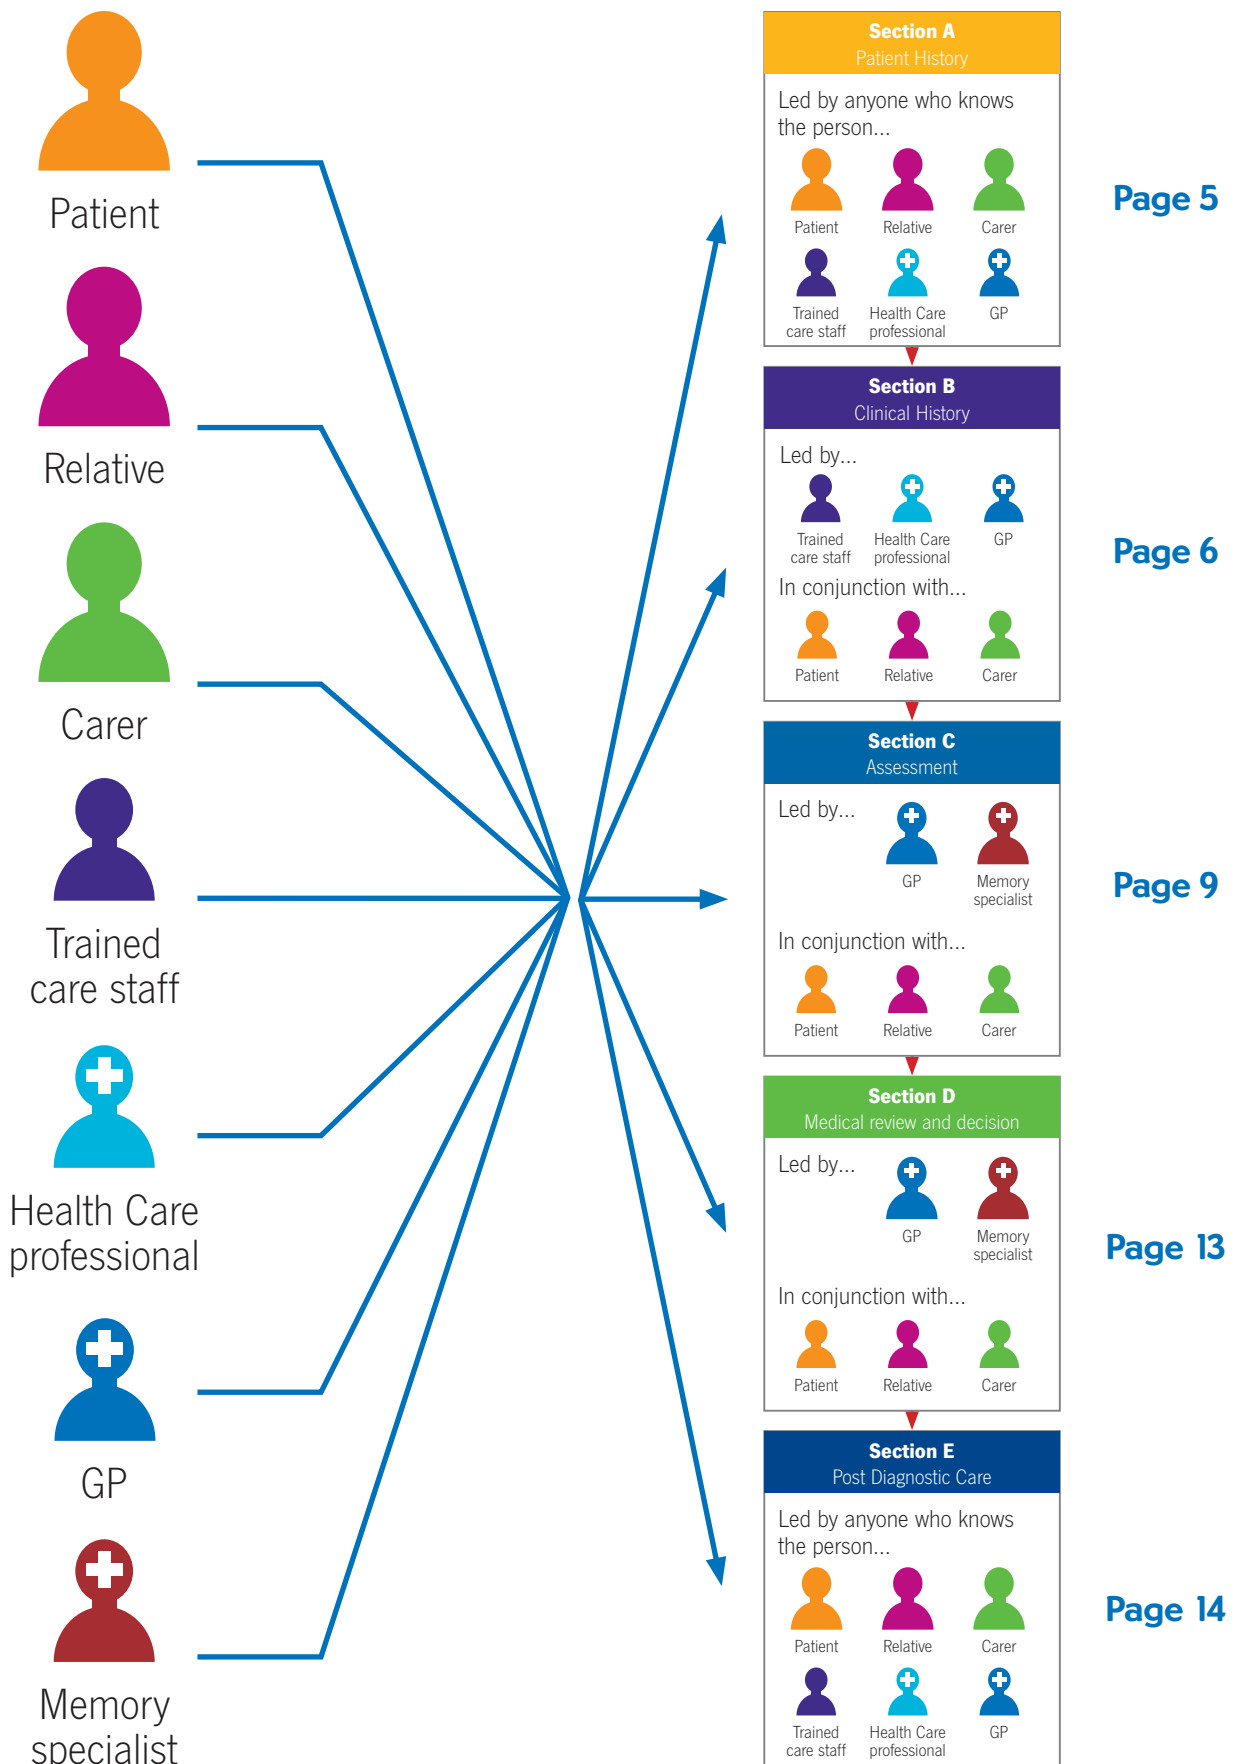 Patient
Relative
Carer
Trained
care staff
Health Care
professional
GP
Memory
specialist
Section A
Patient History
Led by anyone who knows
the person...
Patient
Relative
Carer
Trained
care staff
Health Care
professional
GP
Page 5
Section B
Clinical History
Led by...
Trained
care staff
Health Care
professional
GP
In conjunction with...
Patient
Relative
Carer
Page 6
Section C
Assessment
Led by...
GP
Memory
specialist
In conjunction with...
Patient
Relative
Carer
Page 9
Section D
Medical review and decision
Led by...
GP
Memory
specialist
In conjunction with...
Patient
Relative
Carer
Page 13
Section E
Post Diagnostic Care
Led by anyone who knows
the person...
Patient
Relative
Carer
Trained
care staff
Health Care
professional
GP
Page 14